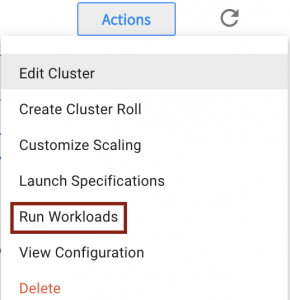 Actions
Edit Cluster
Create Cluster Roll
Customize Scaling
Launch Specifications
Run Workloads
View Configuration
Delete